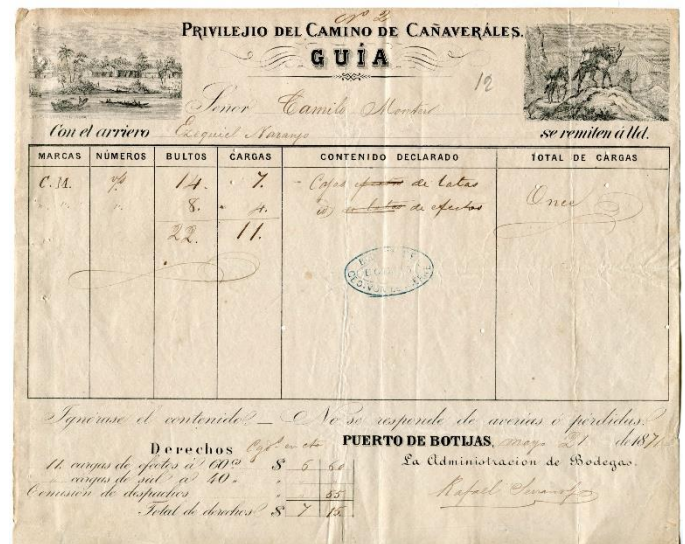 Nº 2
PRIVILEJIO DEL CAMINO DE CAÑAVERÁLES.
GUÍA
12
Señor Camilo
Con el arriero Ezequiel Naranjo se remiten á Ud.
MARCAS NÚMEROS BULTOS CARGAS CONTENIDO DECLARADO TOTAL DE CARGAS
14. 7. Cajas de latas Once
8. 4. id) de efectos
22. 11.
Ignórase el contenido.—No se responde de averías ó pérdidas.
Derechos PUERTO DE BOTIJAS, mayo 21 de 187
11 cargas de efectos á 60 cs $ 6 60 La Administracion de Bodegas.
" cargas de sal á 40 "
Comision de despachos 55 Rafael
Total de derechos $ 7 15